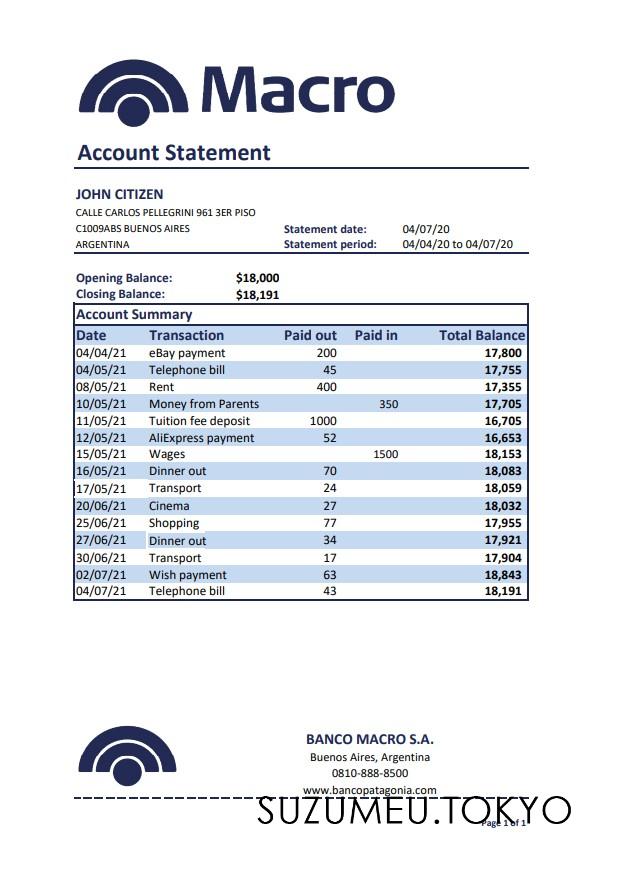 Macro
Account Statement
JOHN CITIZEN
CALLE CARLOS PELLEGRINI 961 3ER PISO
C1009ABS BUENOS AIRES Statement date: 04/07/20
ARGENTINA Statement period: 04/04/20 to 04/07/20
Opening Balance: $18,000
Closing Balance: $18,191
Account Summary
Date Transaction Paid out Paid in Total Balance
04/04/21 eBay payment 200 17,800
04/05/21 Telephone bill 45 17,755
08/05/21 Rent 400 17,355
10/05/21 Money from Parents 350 17,705
11/05/21 Tuition fee deposit 1000 16,705
12/05/21 AliExpress payment 52 16,653
15/05/21 Wages 1500 18,153
16/05/21 Dinner out 70 18,083
17/05/21 Transport 24 18,059
20/06/21 Cinema 27 18,032
25/06/21 Shopping 77 17,955
27/06/21 Dinner out 34 17,921
30/06/21 Transport 17 17,904
02/07/21 Wish payment 63 18,843
04/07/21 Telephone bill 43 18,191
BANCO MACRO S.A.
Buenos Aires, Argentina
0810-888-8500
www.bancopatagonia.com
SUZUMEU.TOKYO
Page 1 of 1